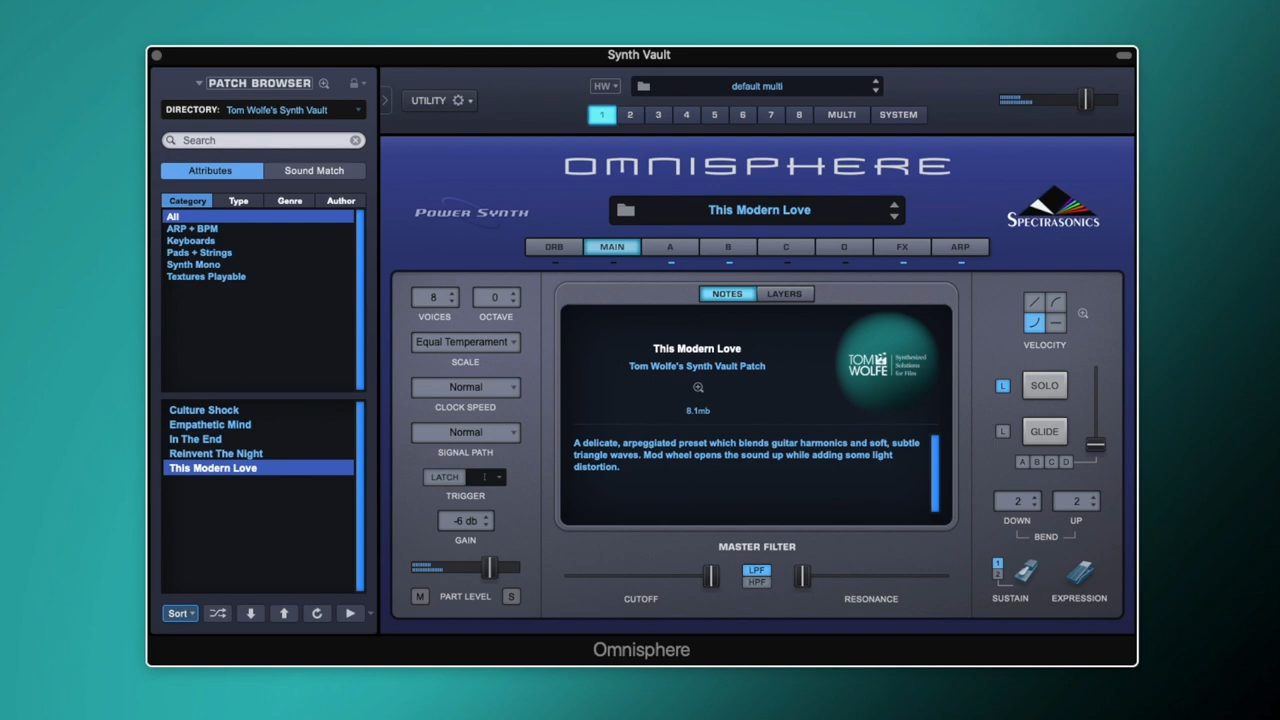 Synth Vault
PATCH BROWSER
DIRECTORY: Tom Wolfe's Synth Vault
Search
Attributes Sound Match
Category Type Genre Author
All
ARP + BPM
Keyboards
Pads + Strings
Synth Mono
Textures Playable
Culture Shock
Empathetic Mind
In The End
ReInvent The Night
This Modern Love
Sort
UTILITY
HW default multi
1 2 3 4 5 6 7 8 MULTI SYSTEM
OMNISPHERE
POWER SYNTH
This Modern Love
SPECTRASONICS
ORB MAIN A B C D FX ARP
8 0
VOICES OCTAVE
Equal Temperament
SCALE
Normal
CLOCK SPEED
Normal
SIGNAL PATH
LATCH
TRIGGER
-6 db
GAIN
M PART LEVEL S
NOTES LAYERS
This Modern Love
Tom Wolfe's Synth Vault Patch
8.1mb
TOM WOLFE
Synthesized
Solutions
for Film
A delicate, arpeggiated preset which blends guitar harmonics and soft, subtle
triangle waves. Mod wheel opens the sound up while adding some light
distortion.
MASTER FILTER
LPF
HPF
CUTOFF RESONANCE
VELOCITY
L SOLO
L GLIDE
A B C D
2 2
DOWN UP
BEND
1
2
SUSTAIN EXPRESSION
Omnisphere